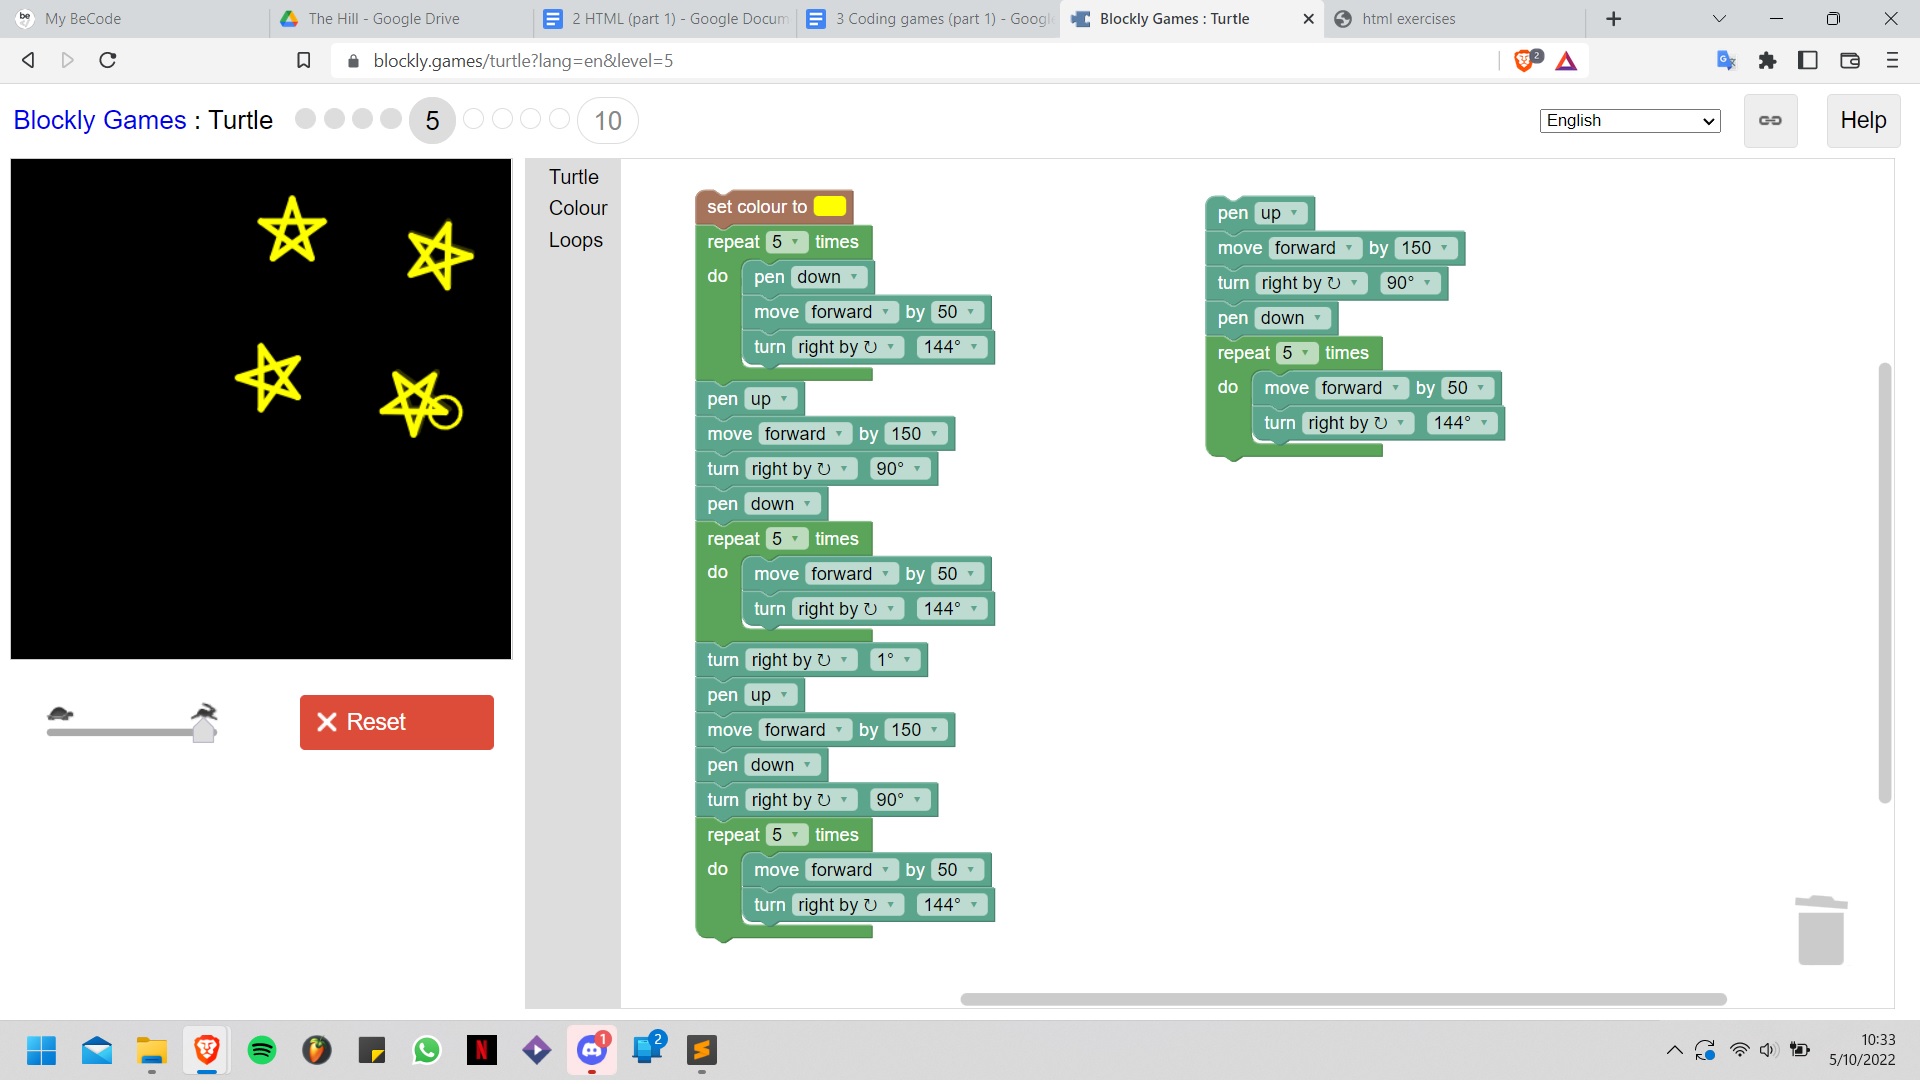 be My BeCode
The Hill - Google Drive
2 HTML (part 1) - Google Docum
3 Coding games (part 1) - Googl
Blockly Games : Turtle
html exercises
blockly.games/turtle?lang=en&level=5
2
Blockly Games : Turtle 5 10
English
Help
Turtle
Colour
Loops
set colour to
repeat 5 times
do pen down
move forward by 50
turn right by ↻ 144°
pen up
move forward by 150
turn right by ↻ 90°
pen down
repeat 5 times
do move forward by 50
turn right by ↻ 144°
turn right by ↻ 1°
pen up
move forward by 150
pen down
turn right by ↻ 90°
repeat 5 times
do move forward by 50
turn right by ↻ 144°
pen up
move forward by 150
turn right by ↻ 90°
pen down
repeat 5 times
do move forward by 50
turn right by ↻ 144°
Reset
N
1
2
10:33
5/10/2022